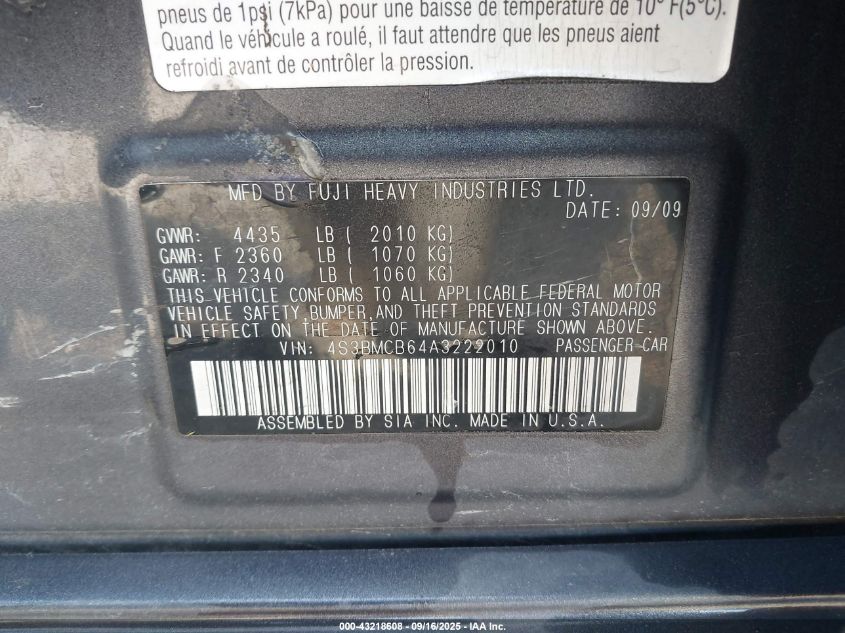 pneus de 1psi (7kPa) pour une baisse de température de 10° F(5°C).
Quand le véhicule a roulé, il faut attendre que les pneus aient
refroidi avant de contrôler la pression.
MFD BY FUJI HEAVY INDUSTRIES LTD.
DATE: 09/09
GVWR: 4435 LB ( 2010 KG)
GAWR: F 2360 LB ( 1070 KG)
GAWR: R 2340 LB ( 1060 KG)
THIS VEHICLE CONFORMS TO ALL APPLICABLE FEDERAL MOTOR
VEHICLE SAFETY, BUMPER, AND THEFT PREVENTION STANDARDS
IN EFFECT ON THE DATE OF MANUFACTURE SHOWN ABOVE.
VIN: 4S3BMCB64A3222010 PASSENGER CAR
ASSEMBLED BY SIA INC. MADE IN U.S.A.
000-43218608 - 09/16/2025 - IAA Inc.